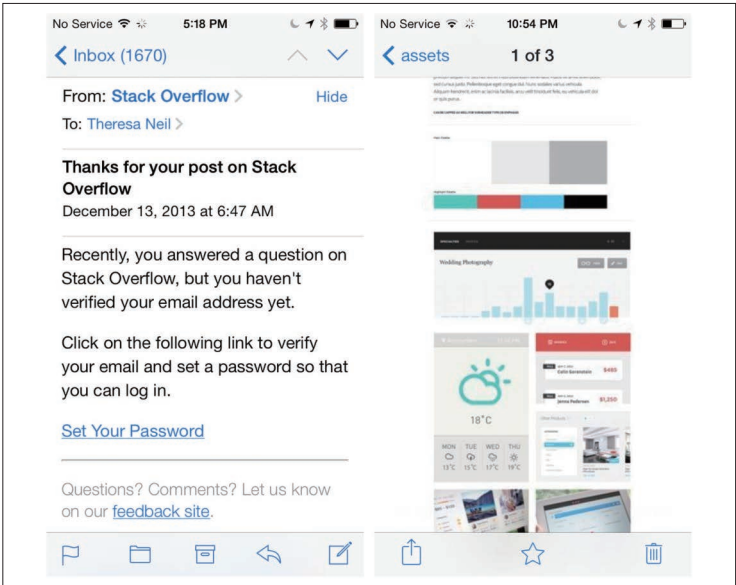 No Service 5:18 PM
Inbox (1670)
From: Stack Overflow > Hide
To: Theresa Neil >
Thanks for your post on Stack
Overflow
December 13, 2013 at 6:47 AM
Recently, you answered a question on
Stack Overflow, but you haven't
verified your email address yet.
Click on the following link to verify
your email and set a password so that
you can log in.
Set Your Password
Questions? Comments? Let us know
on our feedback site.
No Service 10:54 PM
assets 1 of 3
Wedding Photography
$480
Jenna Pedersen $1,250
18°C
MON TUE WED THU
13°C 15°C 17°C 19°C